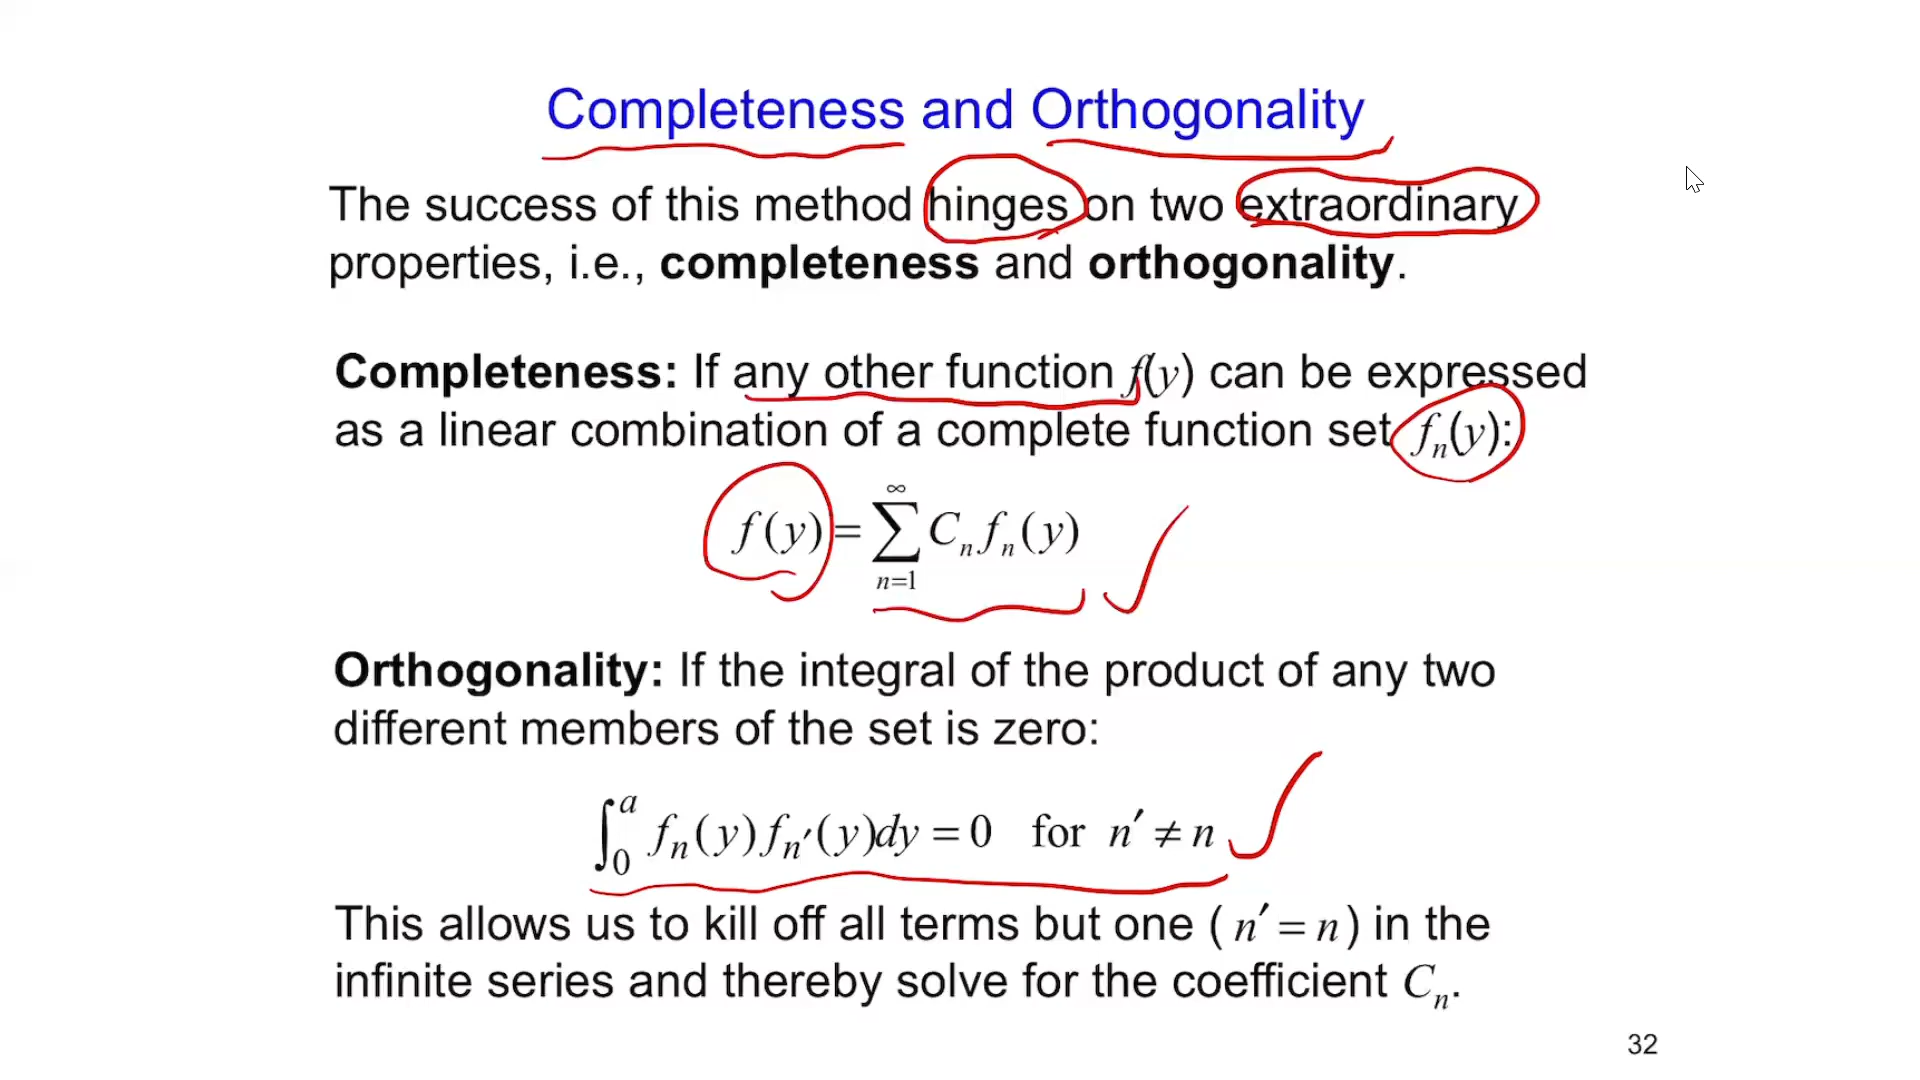 Completeness and Orthogonality
The success of this method hinges on two extraordinary
properties, i.e., completeness and orthogonality.
Completeness: If any other function f(y) can be expressed
as a linear combination of a complete function set fₙ(y):
f(y) = ∑_{n=1}^{∞} Cₙ fₙ(y)
Orthogonality: If the integral of the product of any two
different members of the set is zero:
∫₀ᵃ fₙ(y) fₙ′(y)dy = 0 for n′ ≠ n
This allows us to kill off all terms but one ( n′ = n ) in the
infinite series and thereby solve for the coefficient Cₙ.
32